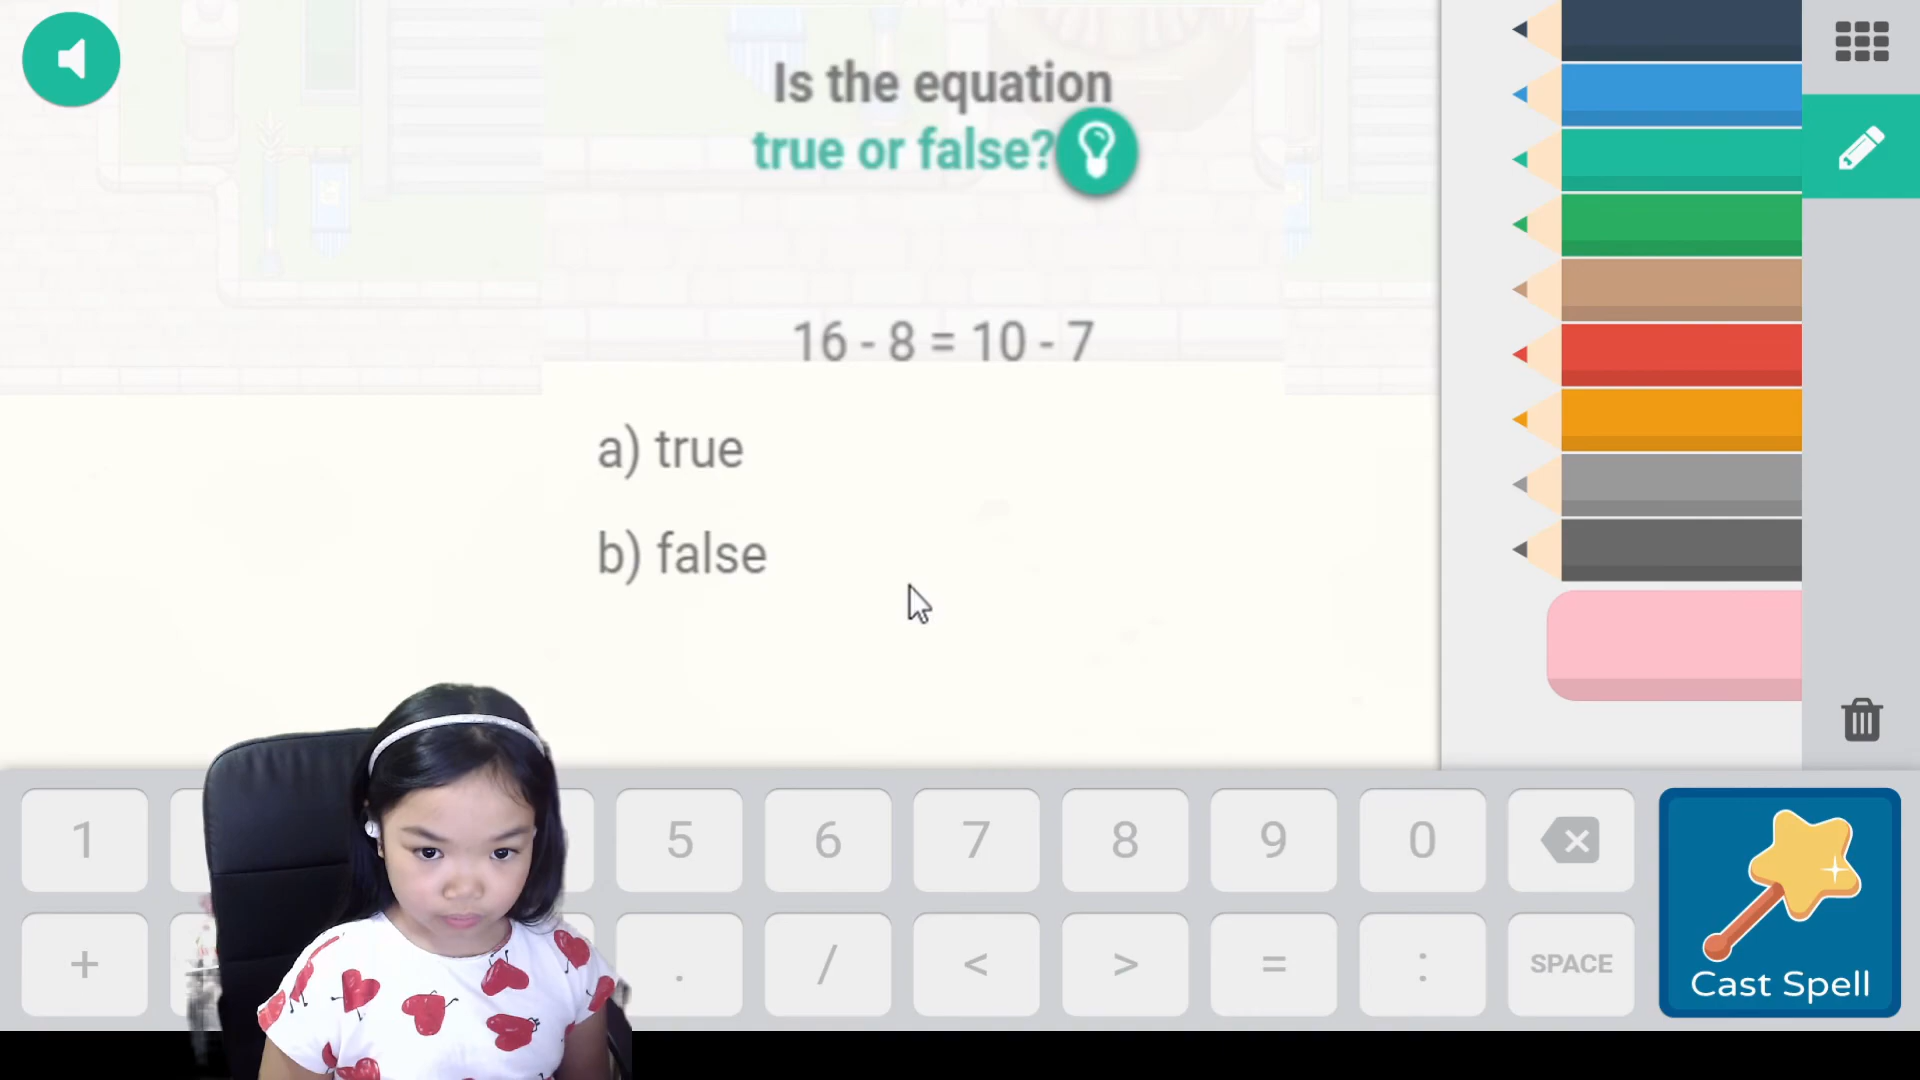 Is the equation
true or false?
16 - 8 = 10 - 7
a) true
b) false
1 5 6 7 8 9 0
+ . / < > = : SPACE
Cast Spell